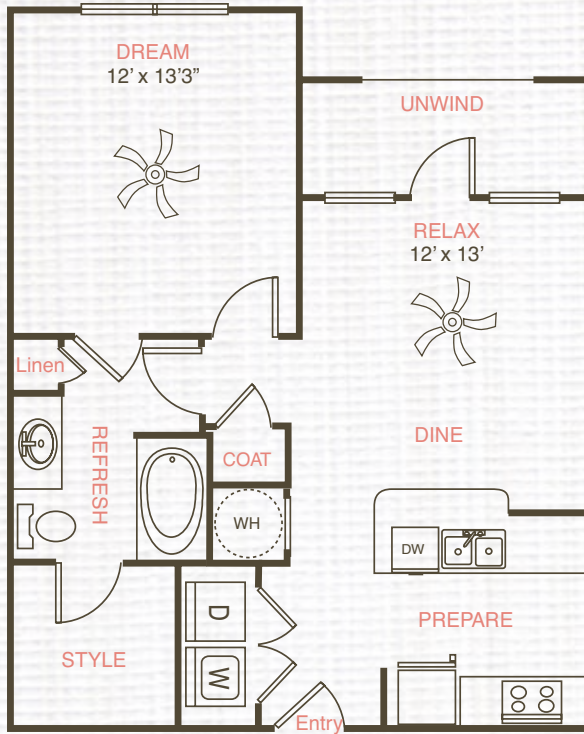 DREAM
12’ x 13’3”
UNWIND
RELAX
12’ x 13’
Linen
REFRESH
COAT
DINE
WH
DW
PREPARE
STYLE
D
W
Entry